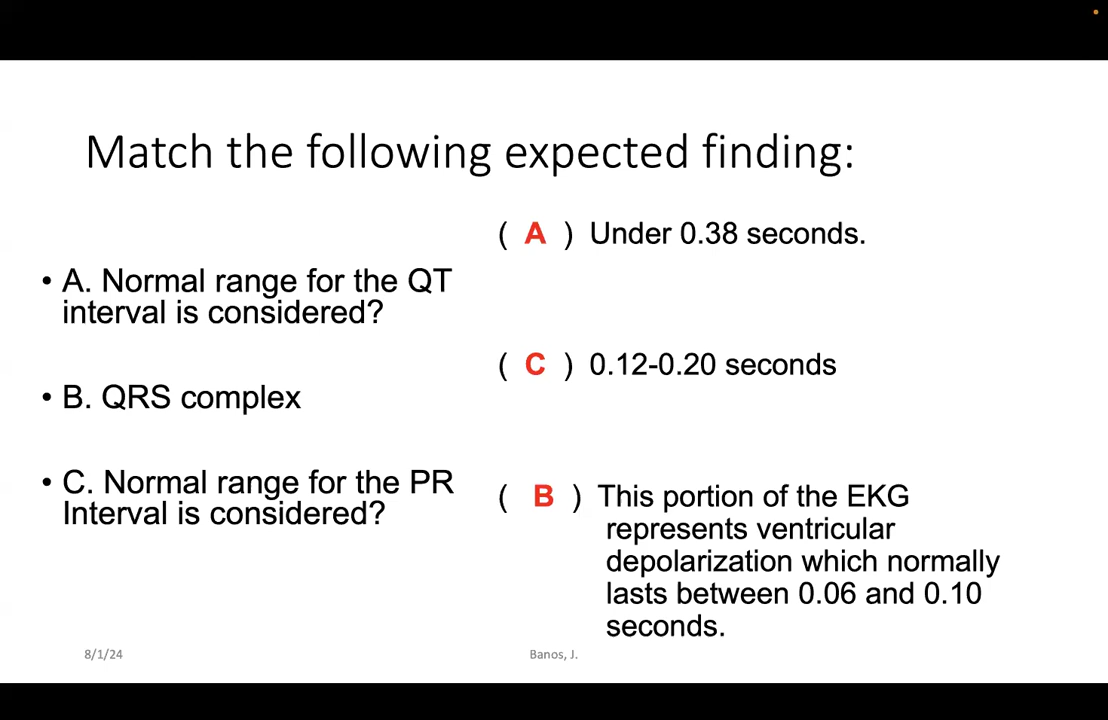 Match the following expected finding:
• A. Normal range for the QT
interval is considered?
• B. QRS complex
• C. Normal range for the PR
Interval is considered?
( A ) Under 0.38 seconds.
( C ) 0.12-0.20 seconds
( B ) This portion of the EKG
represents ventricular
depolarization which normally
lasts between 0.06 and 0.10
seconds.
8/1/24
Banos, J.